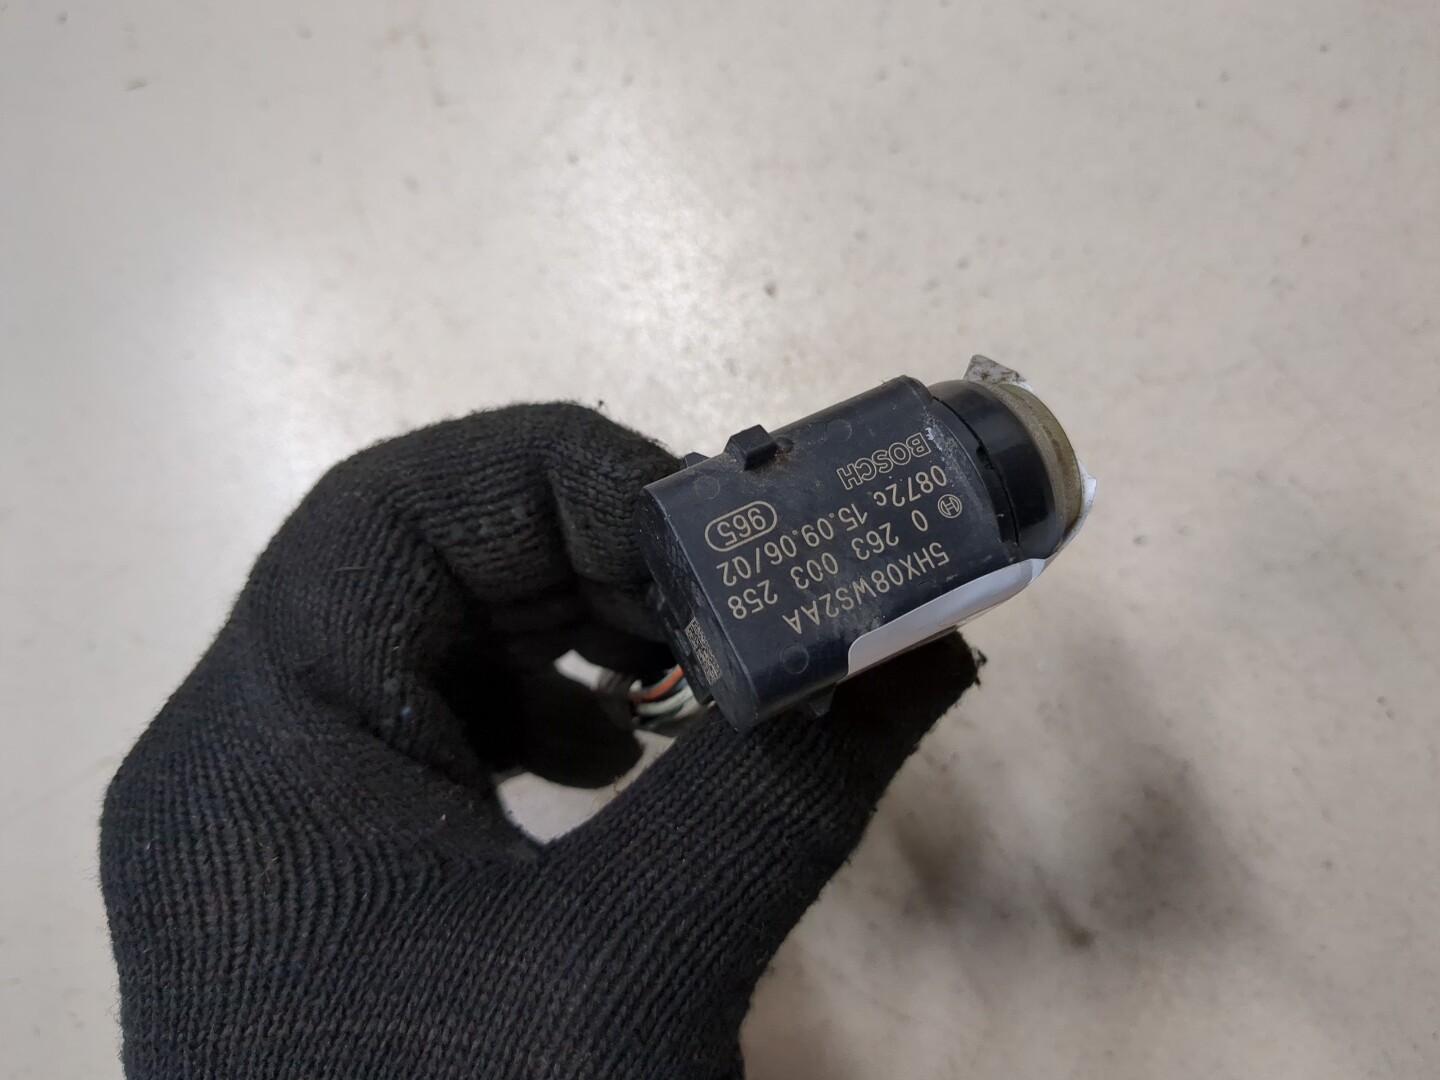 5HX08WS2AA
0 263 003 258
0872c 15.09.06/02
BOSCH
965